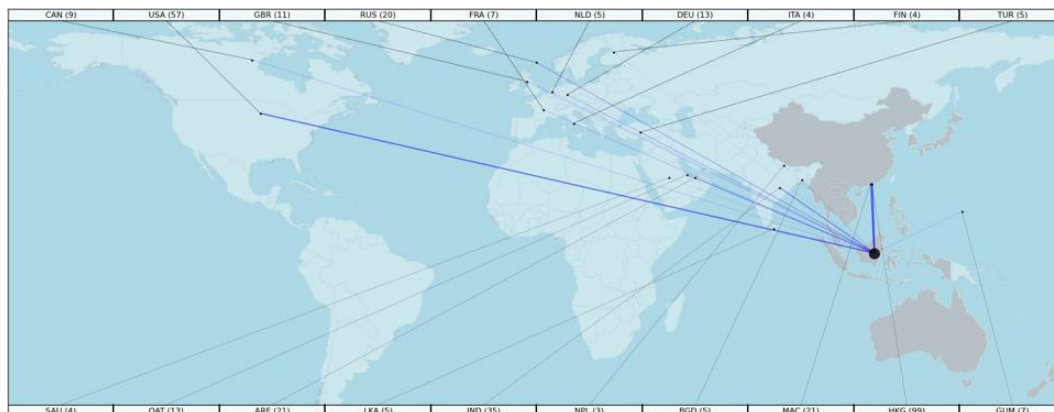 CAN (9) USA (57) GBR (11) RUS (20) FRA (7) NLD (5) DEU (13) ITA (4) FIN (4) TUR (5)
SAU (4) QAT (13) ARE (21) LKA (5) IND (35) NPL (3) BGD (5) MAC (21) HKG (99) GUM (7)